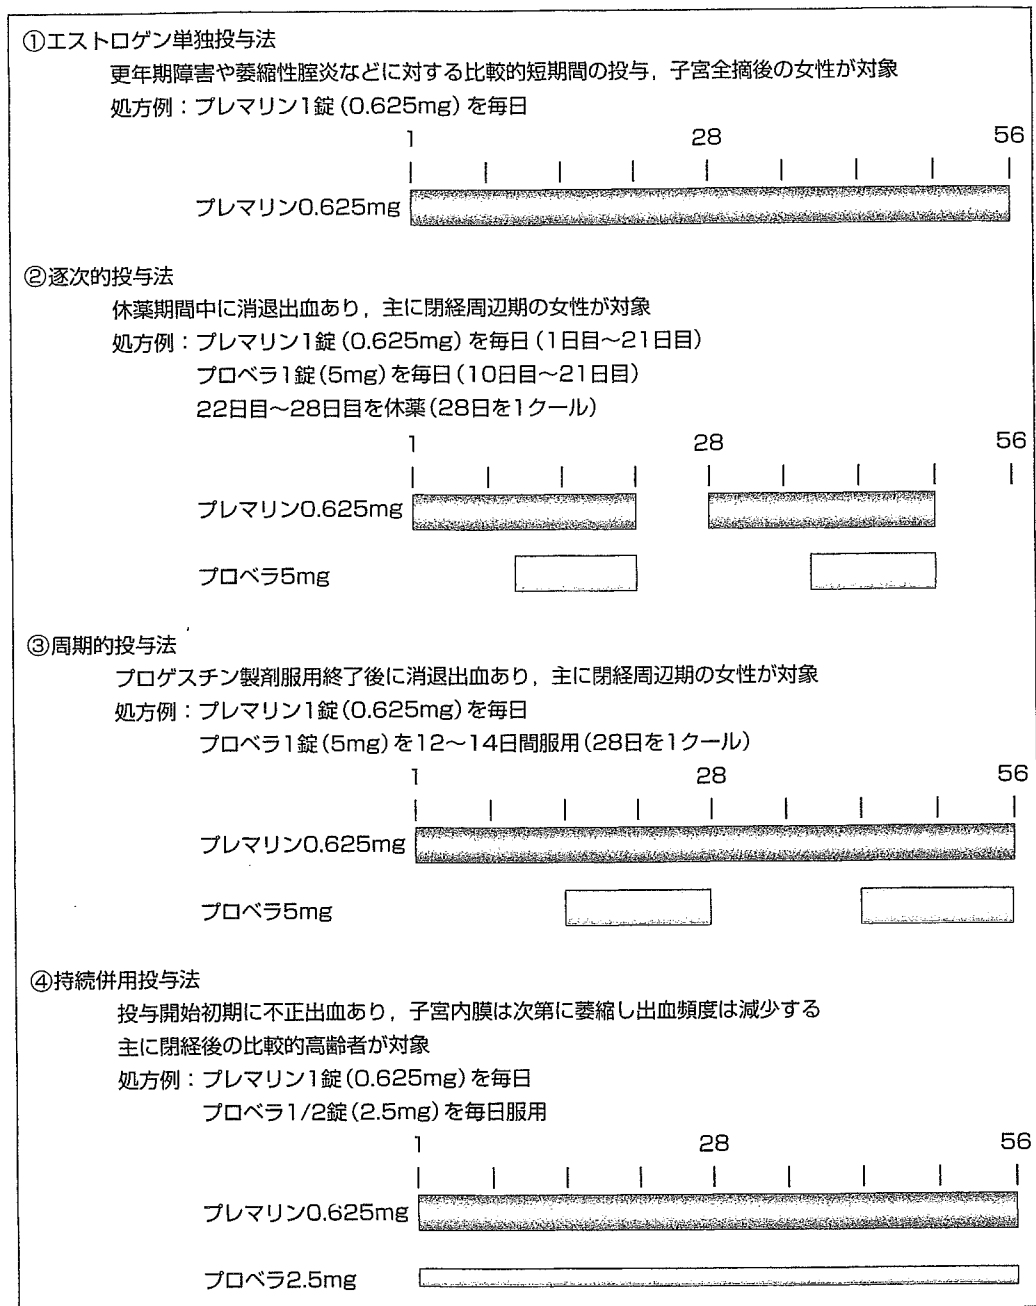 ①エストロゲン単独投与法
更年期障害や萎縮性腟炎などに対する比較的短期間の投与，子宮全摘後の女性が対象
処方例：プレマリン1錠(0.625mg)を毎日
1 28 56
プレマリン0.625mg
②逐次的投与法
休薬期間中に消退出血あり，主に閉経周辺期の女性が対象
処方例：プレマリン1錠(0.625mg)を毎日(1日目～21日目)
プロベラ1錠(5mg)を毎日(10日目～21日目)
22日目～28日目を休薬(28日を1クール)
1 28 56
プレマリン0.625mg
プロベラ5mg
③周期的投与法
プロゲスチン製剤服用終了後に消退出血あり，主に閉経周辺期の女性が対象
処方例：プレマリン1錠(0.625mg)を毎日
プロベラ1錠(5mg)を12～14日間服用(28日を1クール)
1 28 56
プレマリン0.625mg
プロベラ5mg
④持続併用投与法
投与開始初期に不正出血あり，子宮内膜は次第に萎縮し出血頻度は減少する
主に閉経後の比較的高齢者が対象
処方例：プレマリン1錠(0.625mg)を毎日
プロベラ1/2錠(2.5mg)を毎日服用
1 28 56
プレマリン0.625mg
プロベラ2.5mg